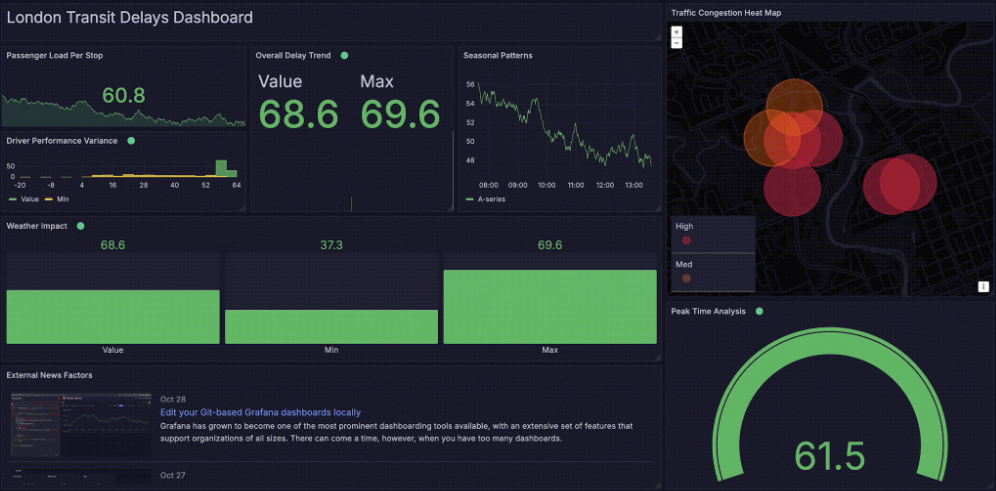 London Transit Delays Dashboard
Passenger Load Per Stop
60.8
Driver Performance Variance
50
0
-20 -8 4 16 28 40 52 64
Value Min
Overall Delay Trend
Value Max
68.6 69.6
Seasonal Patterns
56
54
52
50
48
08:00 09:00 10:00 11:00 12:00 13:00
A-series
Weather Impact
68.6 37.3 69.6
Value Min Max
External News Factors
Oct 28
Edit your Git-based Grafana dashboards locally
Grafana has grown to become one of the most prominent dashboarding tools available, with an extensive set of features that
support organizations of all sizes. There can come a time, however, when you have too many dashboards.
Oct 27
Traffic Congestion Heat Map
+
−
High
Med
i
Peak Time Analysis
61.5